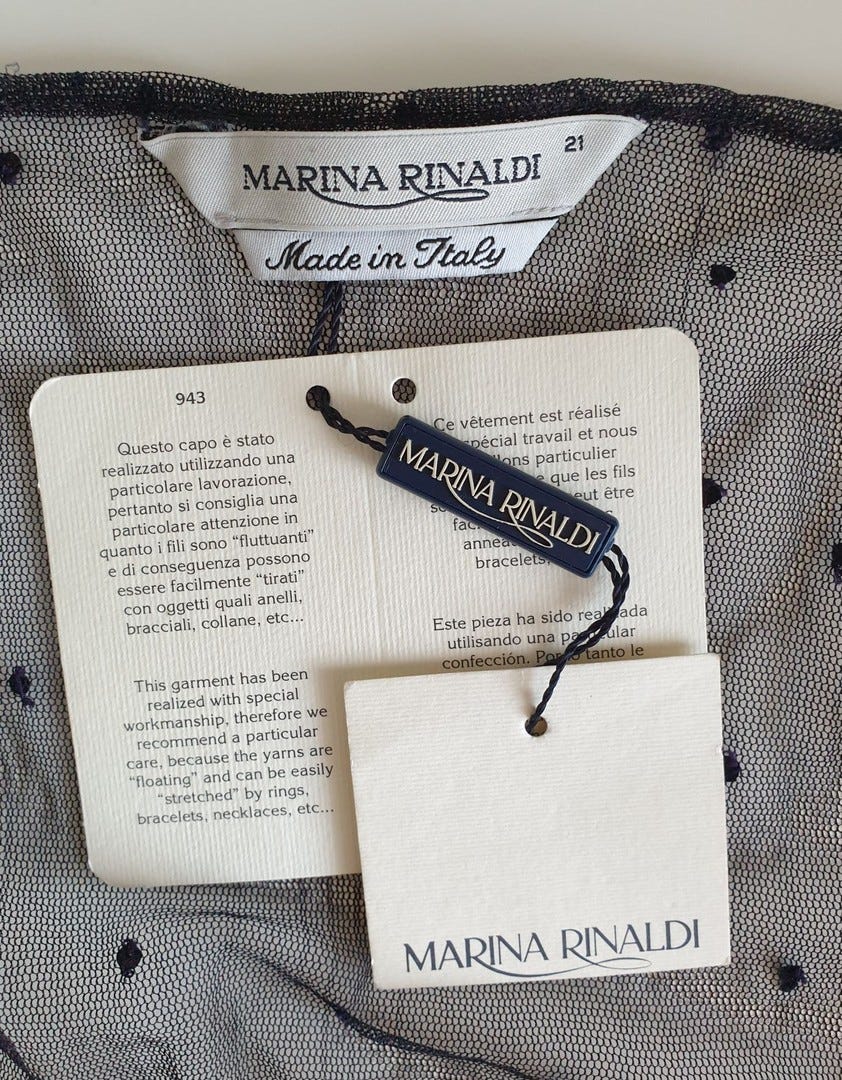 MARINA RINALDI
21
Made in Italy
943
Questo capo è stato
realizzato utilizzando una
particolare lavorazione,
pertanto si consiglia una
particolare attenzione in
quanto i fili sono "fluttuanti"
e di conseguenza possono
essere facilmente "tirati"
con oggetti quali anelli,
bracciali, collane, etc...
This garment has been
realized with special
workmanship, therefore we
recommend a particular
care, because the yarns are
"floating" and can be easily
"stretched" by rings,
bracelets, necklaces, etc...
Ce vêtement est réalisé
spécial travail et nous
particulier
que les fils
être
bracelets,
MARINA RINALDI
Este pieza ha sido
utilisando una
confección. tanto le
MARINA RINALDI